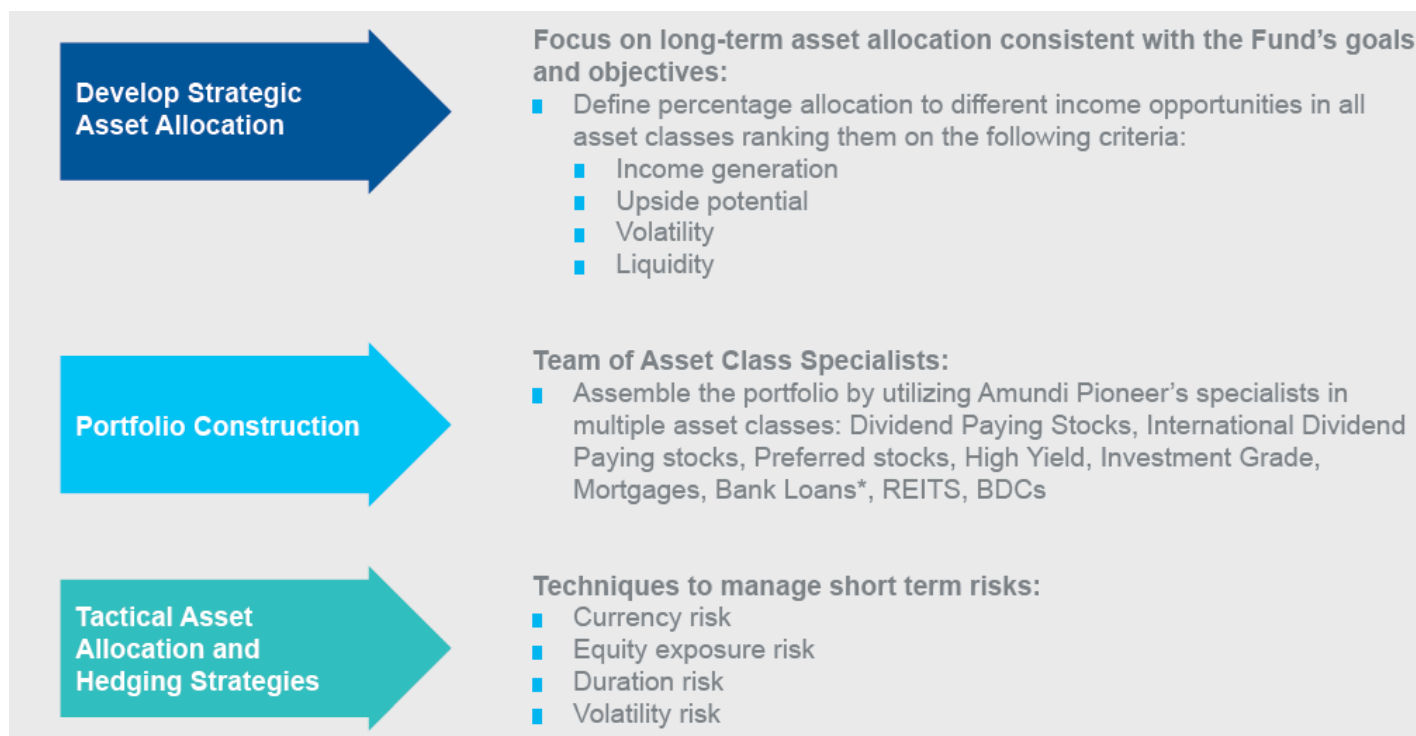 Develop Strategic
Asset Allocation
Focus on long-term asset allocation consistent with the Fund's goals
and objectives:
Define percentage allocation to different income opportunities in all
asset classes ranking them on the following criteria:
Income generation
Upside potential
Volatility
Liquidity
Portfolio Construction
Team of Asset Class Specialists:
Assemble the portfolio by utilizing Amundi Pioneer's specialists in
multiple asset classes: Dividend Paying Stocks, International Dividend
Paying stocks, Preferred stocks, High Yield, Investment Grade,
Mortgages, Bank Loans*, REITS, BDCs
Tactical Asset
Allocation and
Hedging Strategies
Techniques to manage short term risks:
Currency risk
Equity exposure risk
Duration risk
Volatility risk